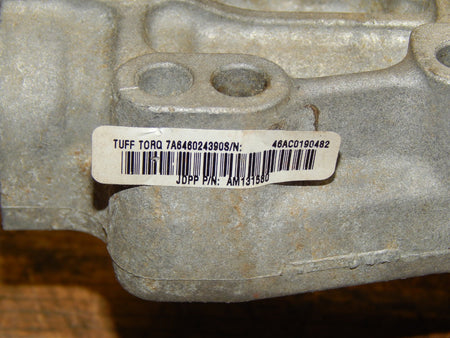 TUFF TORQ 7A646024390S/N: 46AC0190482
JDPP P/N: AM131580